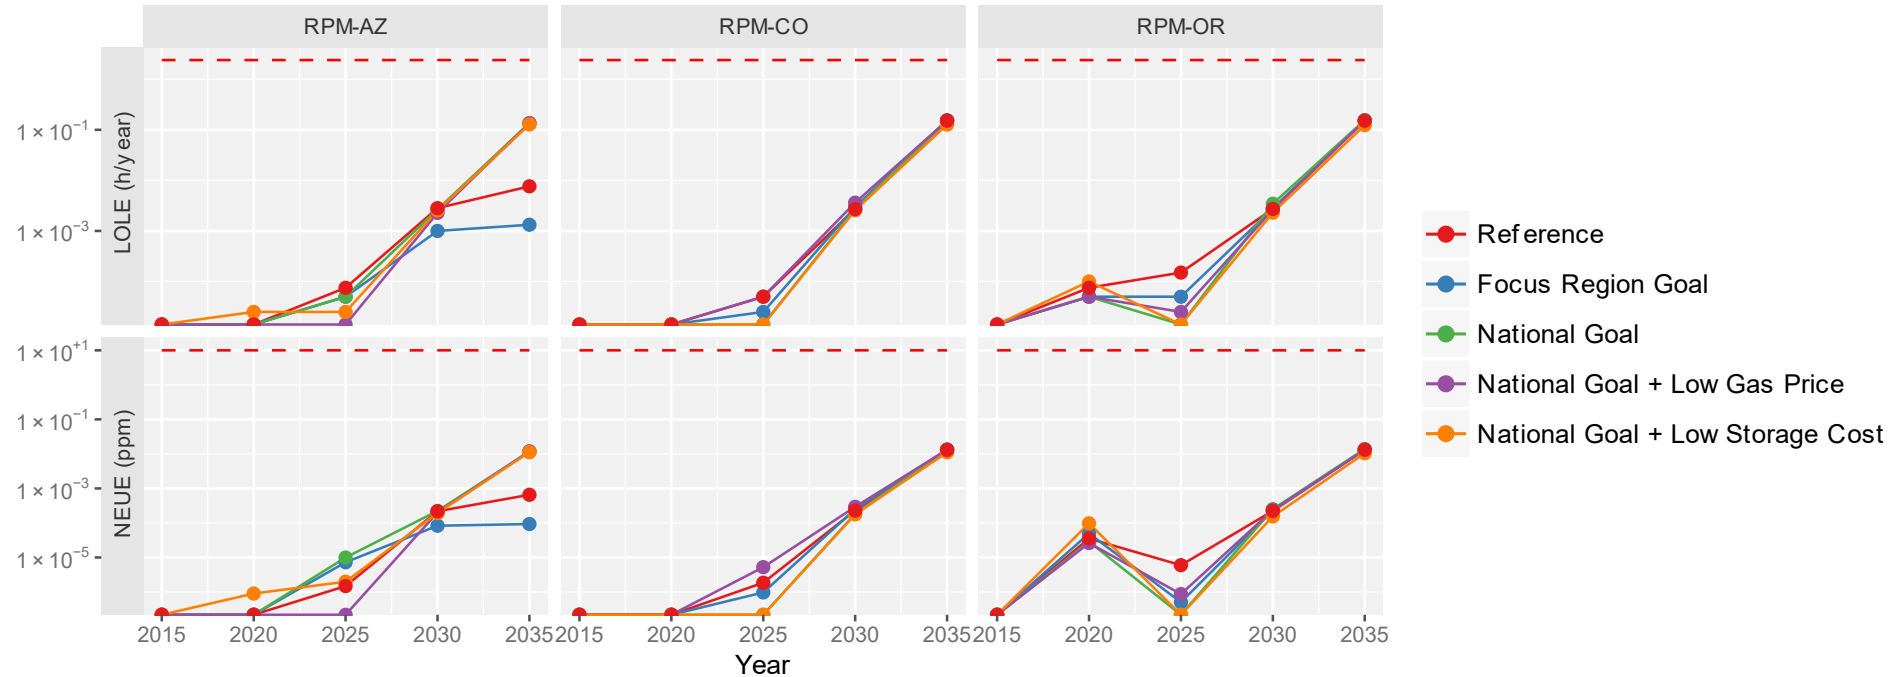 RPM-AZ RPM-CO RPM-OR
LOLE (h/year)
1 × 10⁻¹
1 × 10⁻³
NEUE (ppm)
1 × 10⁺¹
1 × 10⁻¹
1 × 10⁻³
1 × 10⁻⁵
2015 2020 2025 2030 2035 2015 2020 2025 2030 2035 2015 2020 2025 2030 2035
Year
Reference
Focus Region Goal
National Goal
National Goal + Low Gas Price
National Goal + Low Storage Cost